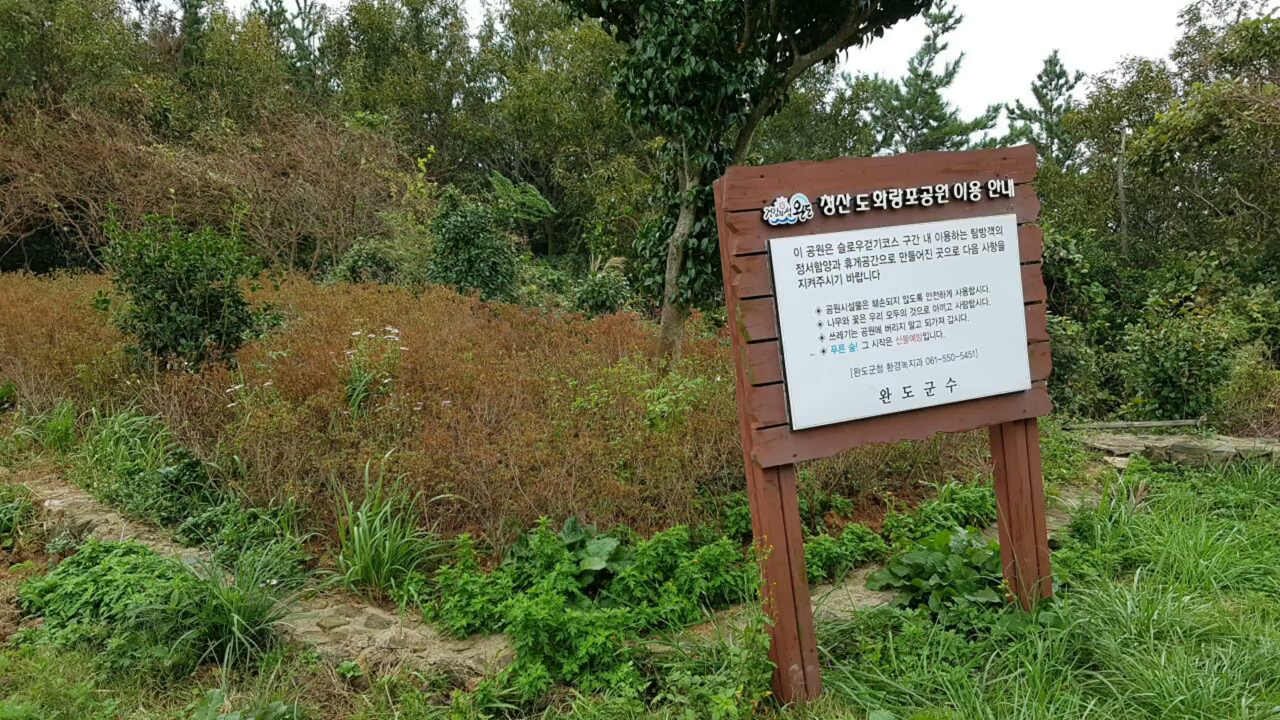 건강의 섬 완도 청산 도화랑포공원 이용 안내
이 공원은 슬로우걷기코스 구간 내 이용하는 탐방객의
정서함양과 휴게공간으로 만들어진 곳으로 다음 사항을
지켜주시기 바랍니다
◈ 공원시설물은 훼손되지 않도록 안전하게 사용합시다.
◈ 나무와 꽃은 우리 모두의 것으로 아끼고 사랑합시다.
◈ 쓰레기는 공원에 버리지 말고 되가져 갑시다.
◈ 푸른 숲! 그 시작은 산불예방입니다.
[완도군청 환경녹지과 061-550-5451]
완 도 군 수